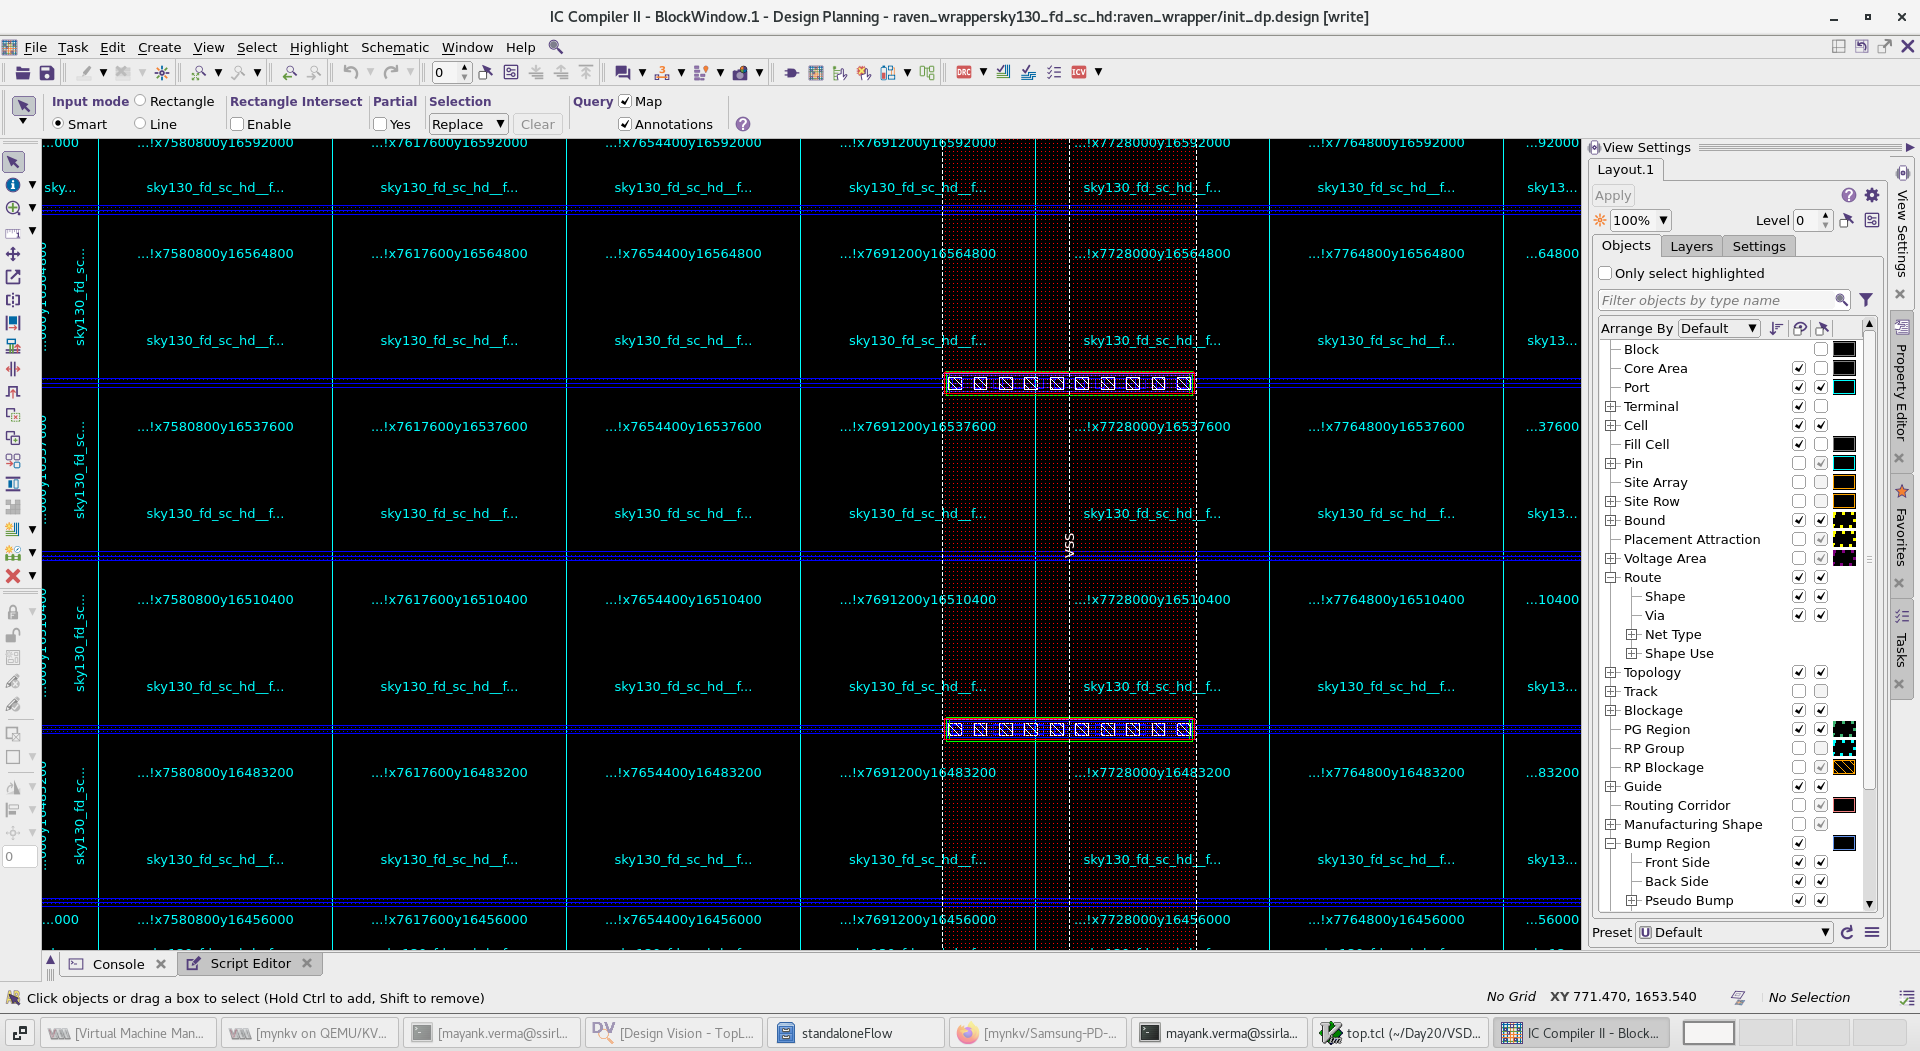 IC Compiler II - BlockWindow.1 - Design Planning - raven_wrappersky130_fd_sc_hd:raven_wrapper/init_dp.design [write]
File Task Edit Create View Select Highlight Schematic Window Help
0
Input mode Rectangle Rectangle Intersect Partial Selection Query Map
Smart Line Enable Yes Replace Clear Annotations
...000 ...!x7580800y16592000 ...!x7617600y16592000 ...!x7654400y16592000 ...!x7691200y16592000 ...!x7728000y16592000 ...!x7764800y16592000 ...92000
sky... sky130_fd_sc_hd__f... sky130_fd_sc_hd__f... sky130_fd_sc_hd__f... sky130_fd_sc_hd__f... sky130_fd_sc_hd__f... sky130_fd_sc_hd__f... sky13...
sky130_fd_sc... ...!x7580800y16564800 ...!x7617600y16564800 ...!x7654400y16564800 ...!x7691200y16564800 ...!x7728000y16564800 ...!x7764800y16564800 ...64800
sky130_fd_sc_hd__f... sky130_fd_sc_hd__f... sky130_fd_sc_hd__f... sky130_fd_sc_hd__f... sky130_fd_sc_hd__f... sky130_fd_sc_hd__f... sky13...
sky130_fd_sc... ...!x7580800y16537600 ...!x7617600y16537600 ...!x7654400y16537600 ...!x7691200y16537600 ...!x7728000y16537600 ...!x7764800y16537600 ...37600
sky130_fd_sc_hd__f... sky130_fd_sc_hd__f... sky130_fd_sc_hd__f... sky130_fd_sc_hd__f... sky130_fd_sc_hd__f... sky130_fd_sc_hd__f... sky13...
VSS
sky130_fd_sc... ...!x7580800y16510400 ...!x7617600y16510400 ...!x7654400y16510400 ...!x7691200y16510400 ...!x7728000y16510400 ...!x7764800y16510400 ...10400
sky130_fd_sc_hd__f... sky130_fd_sc_hd__f... sky130_fd_sc_hd__f... sky130_fd_sc_hd__f... sky130_fd_sc_hd__f... sky130_fd_sc_hd__f... sky13...
sky130_fd_sc... ...!x7580800y16483200 ...!x7617600y16483200 ...!x7654400y16483200 ...!x7691200y16483200 ...!x7728000y16483200 ...!x7764800y16483200 ...83200
sky130_fd_sc_hd__f... sky130_fd_sc_hd__f... sky130_fd_sc_hd__f... sky130_fd_sc_hd__f... sky130_fd_sc_hd__f... sky130_fd_sc_hd__f... sky13...
...000 ...!x7580800y16456000 ...!x7617600y16456000 ...!x7654400y16456000 ...!x7691200y16456000 ...!x7728000y16456000 ...!x7764800y16456000 ...56000
View Settings
Layout.1
Apply
100% Level 0
Objects Layers Settings
Only select highlighted
Filter objects by type name
Arrange By Default
Block
Core Area
Port
Terminal
Cell
Fill Cell
Pin
Site Array
Site Row
Bound
Placement Attraction
Voltage Area
Route
Shape
Via
Net Type
Shape Use
Topology
Track
Blockage
PG Region
RP Group
RP Blockage
Guide
Routing Corridor
Manufacturing Shape
Bump Region
Front Side
Back Side
Pseudo Bump
Preset Default
View Settings
Property Editor
Favorites
Tasks
0
Console Script Editor
Click objects or drag a box to select (Hold Ctrl to add, Shift to remove) No Grid XY 771.470, 1653.540 No Selection
[Virtual Machine Man... [mynkv on QEMU/KV... [mayank.verma@ssirl... [Design Vision - TopL... standaloneFlow [mynkv/Samsung-PD-... mayank.verma@ssirla... top.tcl (~/Day20/VSD... IC Compiler II - Block...